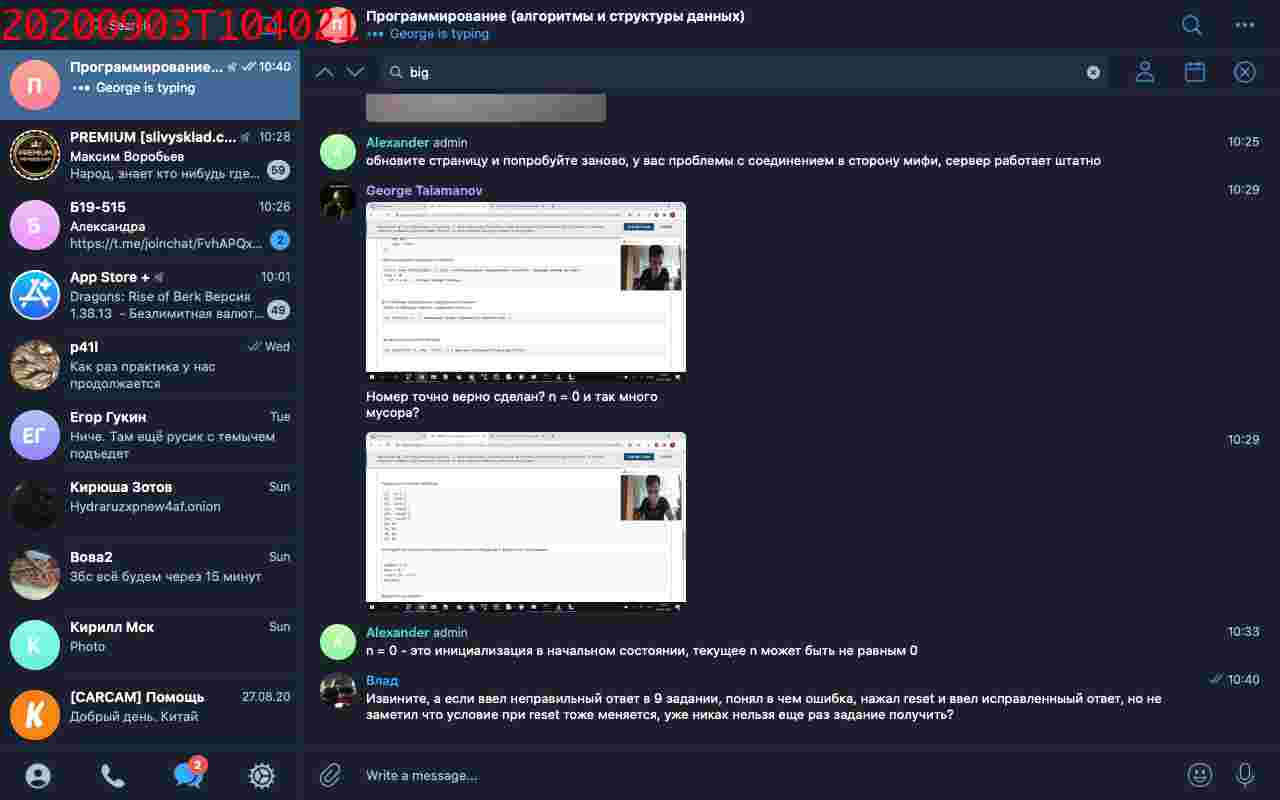 20200903T104021
Search
Программирование (алгоритмы и структуры данных)
George is typing
big
Программирование... 10:40
George is typing
PREMIUM [slivysklad.c... 10:28
Максим Воробьев
Народ, знает кто нибудь где... 59
Б19-515 10:26
Александра
https://t.me/joinchat/FvhAPQx... 2
App Store + 10:01
Dragons: Rise of Berk Версия
1.38.13 - Безлимитная валют... 49
p41l Wed
Как раз практика у нас
продолжается
Егор Гукин Tue
Ниче. Там ещё русик с темычем
подъедет
Кирюша Зотов Sun
Hydraruzxpnew4af.onion
Вова2 Sun
Збс всё будем через 15 минут
Кирилл Мск Sun
Photo
[CARCAM] Помощь 27.08.20
Добрый день. Китай
2
П
PREMIUM
Б
ЕГ
К
Alexander admin 10:25
обновите страницу и попробуйте заново, у вас проблемы с соединением в сторону мифи, сервер работает штатно
George Talamanov 10:29
Номер точно верно сделан? n = 0 и так много
мусора?
10:29
Alexander admin 10:33
n = 0 - это инициализация в начальном состоянии, текущее n может быть не равным 0
Влад 10:40
Извините, а если ввел неправильный ответ в 9 задании, понял в чем ошибка, нажал reset и ввел исправленныый ответ, но не
заметил что условие при reset тоже меняется, уже никак нельзя еще раз задание получить?
Write a message...